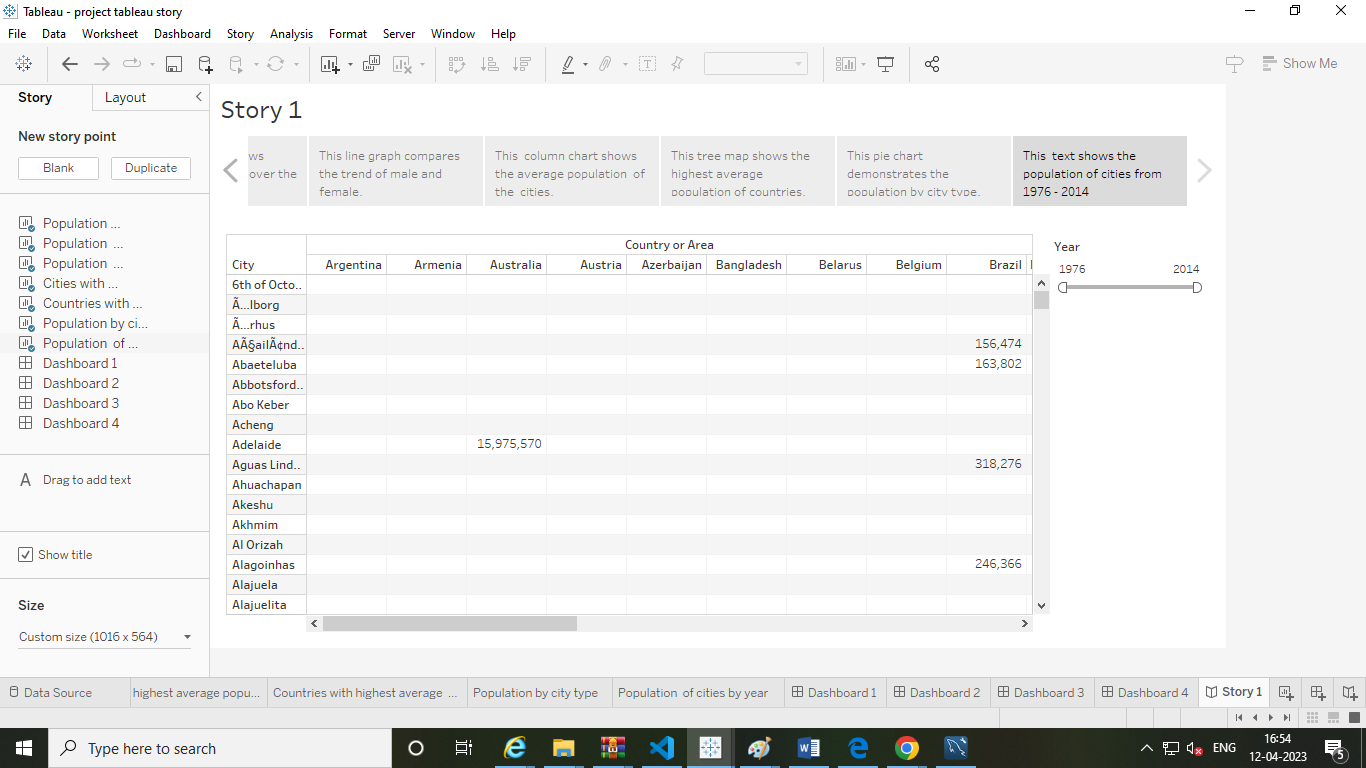 Tableau - project tableau story
File Data Worksheet Dashboard Story Analysis Format Server Window Help
Show Me
Story Layout
New story point
Blank Duplicate
Population ...
Population ...
Population ...
Cities with ...
Countries with ...
Population by ci...
Population of ...
Dashboard 1
Dashboard 2
Dashboard 3
Dashboard 4
A Drag to add text
Show title
Size
Custom size (1016 x 564)
Story 1
ws
over the
This line graph compares
the trend of male and
female.
This column chart shows
the average population of
the cities.
This tree map shows the
highest average
population of countries.
This pie chart
demonstrates the
population by city type.
This text shows the
population of cities from
1976 - 2014
Country or Area
City Argentina Armenia Australia Austria Azerbaijan Bangladesh Belarus Belgium Brazil
6th of Octo..
Ã...lborg
Ã...rhus
AÃ§ailÃ¢nd.. 156,474
Abaeteluba 163,802
Abbotsford..
Abo Keber
Acheng
Adelaide 15,975,570
Aguas Lind.. 318,276
Ahuachapan
Akeshu
Akhmim
Al Orizah
Alagoinhas 246,366
Alajuela
Alajuelita
Year
1976 2014
Data Source highest average popu... Countries with highest average ... Population by city type Population of cities by year Dashboard 1 Dashboard 2 Dashboard 3 Dashboard 4 Story 1
Type here to search
ENG
16:54
12-04-2023
5